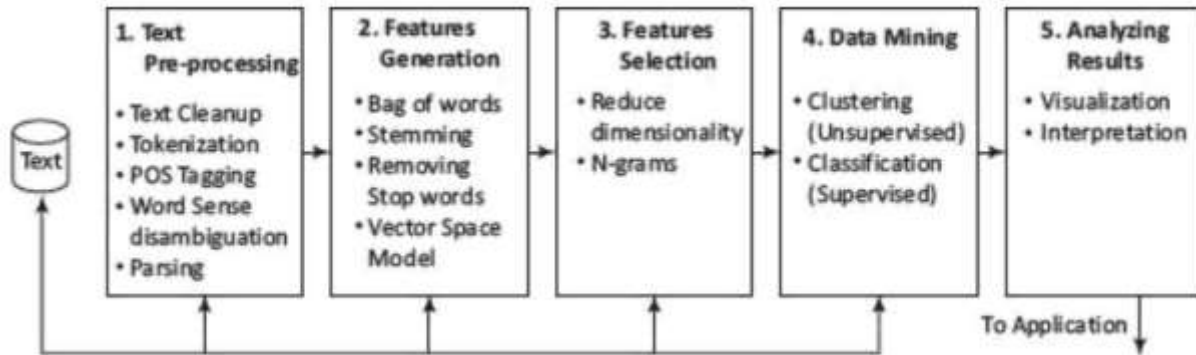 Text
1. Text
Pre-processing
• Text Cleanup
• Tokenization
• POS Tagging
• Word Sense
disambiguation
• Parsing
2. Features
Generation
• Bag of words
• Stemming
• Removing
Stop words
• Vector Space
Model
3. Features
Selection
• Reduce
dimensionality
• N-grams
4. Data Mining
• Clustering
(Unsupervised)
• Classification
(Supervised)
5. Analyzing
Results
• Visualization
• Interpretation
To Application